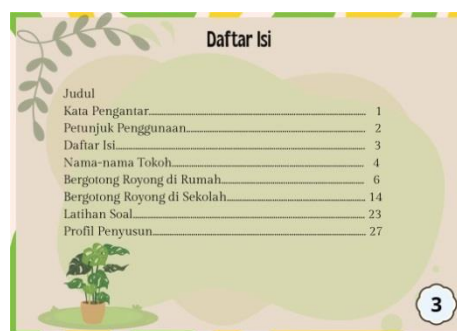 Daftar Isi
Judul
Kata Pengantar 1
Petunjuk Penggunaan 2
Daftar Isi 3
Nama-nama Tokoh 4
Bergotong Royong di Rumah 6
Bergotong Royong di Sekolah 14
Latihan Soal 23
Profil Penyusun 27
3